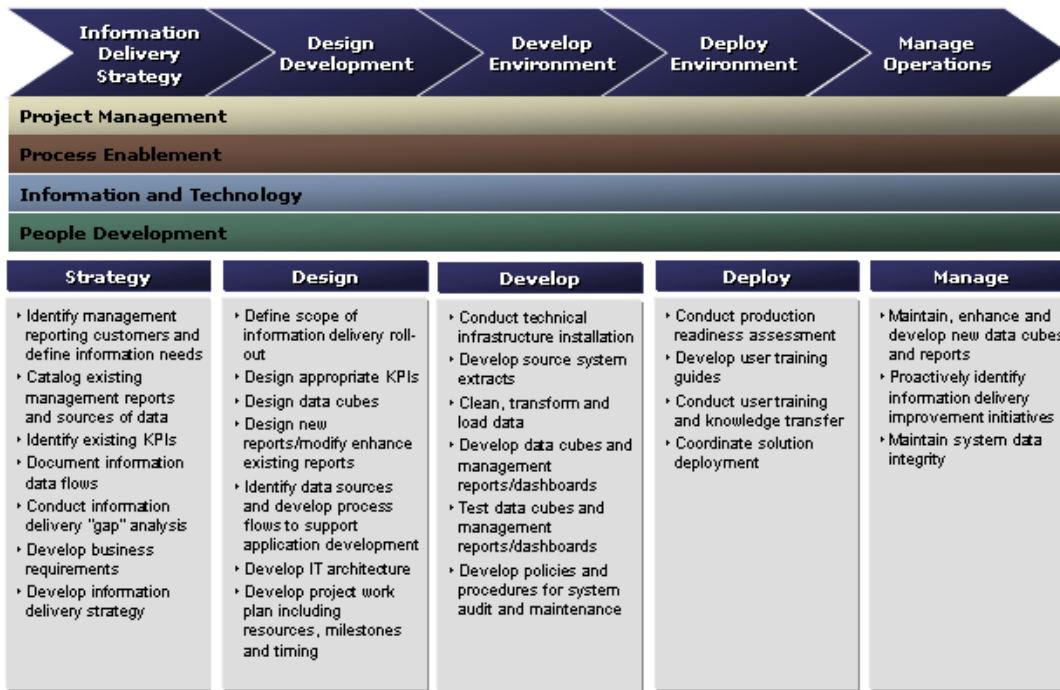 Information
Delivery
Strategy
Design
Development
Develop
Environment
Deploy
Environment
Manage
Operations
Project Management
Process Enablement
Information and Technology
People Development
Strategy
‣ Identify management
reporting customers and
define information needs
‣ Catalog existing
management reports
and sources of data
‣ Identify existing KPIs
‣ Document information
data flows
‣ Conduct information
delivery "gap" analysis
‣ Develop business
requirements
‣ Develop information
delivery strategy
Design
‣ Define scope of
information delivery roll-
out
‣ Design appropriate KPIs
‣ Design data cubes
‣ Design new
reports/modify enhance
existing reports
‣ Identify data sources
and develop process
flows to support
application development
‣ Develop IT architecture
‣ Develop project work
plan including
resources, milestones
and timing
Develop
‣ Conduct technical
infrastructure installation
‣ Develop source system
extracts
‣ Clean, transform and
load data
‣ Develop data cubes and
management
reports/dashboards
‣ Test data cubes and
management
reports/dashboards
‣ Develop policies and
procedures for system
audit and maintenance
Deploy
‣ Conduct production
readiness assessment
‣ Develop user training
guides
‣ Conduct user training
and knowledge transfer
‣ Coordinate solution
deployment
Manage
‣ Maintain, enhance and
develop new data cubes
and reports
‣ Proactively identify
information delivery
improvement initiatives
‣ Maintain system data
integrity